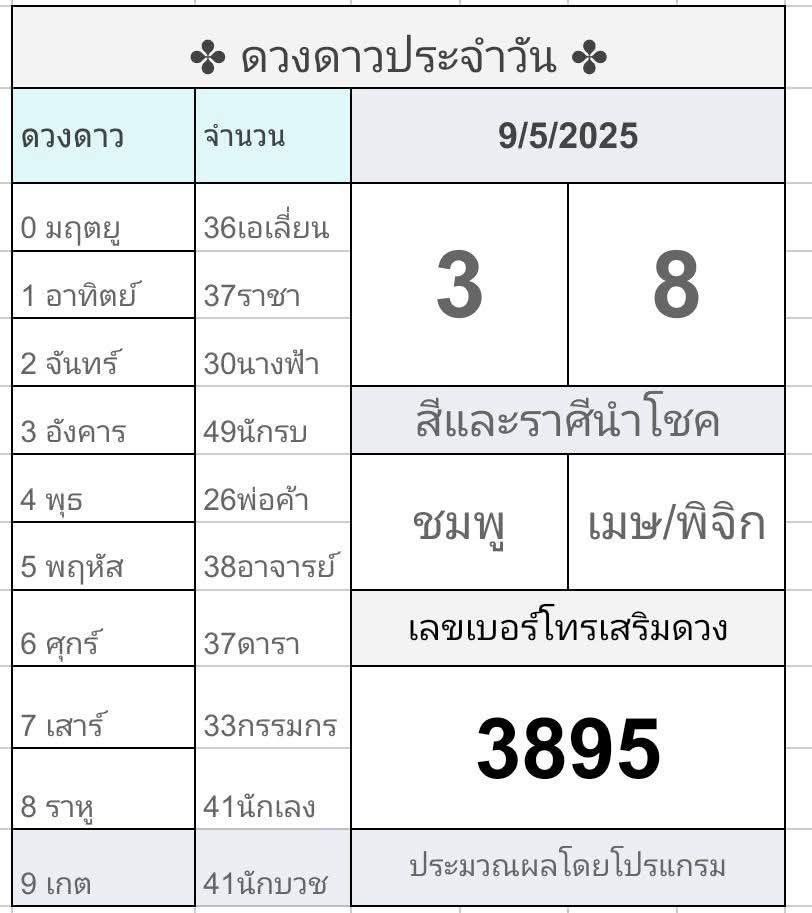 ✤ ดวงดาวประจำวัน ✤
ดวงดาว จำนวน 9/5/2025
0 มฤตยู 36เอเลี่ยน
1 อาทิตย์ 37ราชา
3 8
2 จันทร์ 30นางฟ้า
3 อังคาร 49นักรบ
สีและราศีนำโชค
4 พุธ 26พ่อค้า
ชมพู เมษ/พิจิก
5 พฤหัส 38อาจารย์
6 ศุกร์ 37ดารา
เลขเบอร์โทรเสริมดวง
7 เสาร์ 33กรรมกร
3895
8 ราหู 41นักเลง
9 เกต 41นักบวช
ประมวณผลโดยโปรแกรม